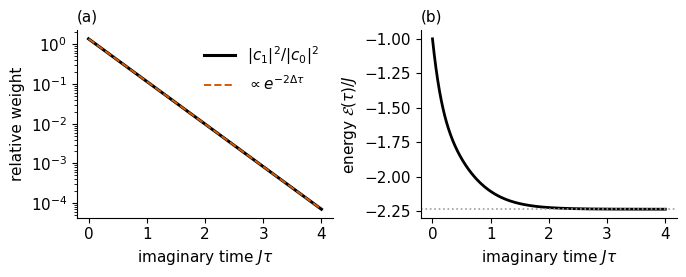 (a)
relative weight
10⁰
10⁻¹
10⁻²
10⁻³
10⁻⁴
|c₁|²/|c₀|²
∝ e^{−2Δτ}
0 1 2 3 4
imaginary time Jτ
(b)
energy ℰ(τ)/J
−1.00
−1.25
−1.50
−1.75
−2.00
−2.25
0 1 2 3 4
imaginary time Jτ